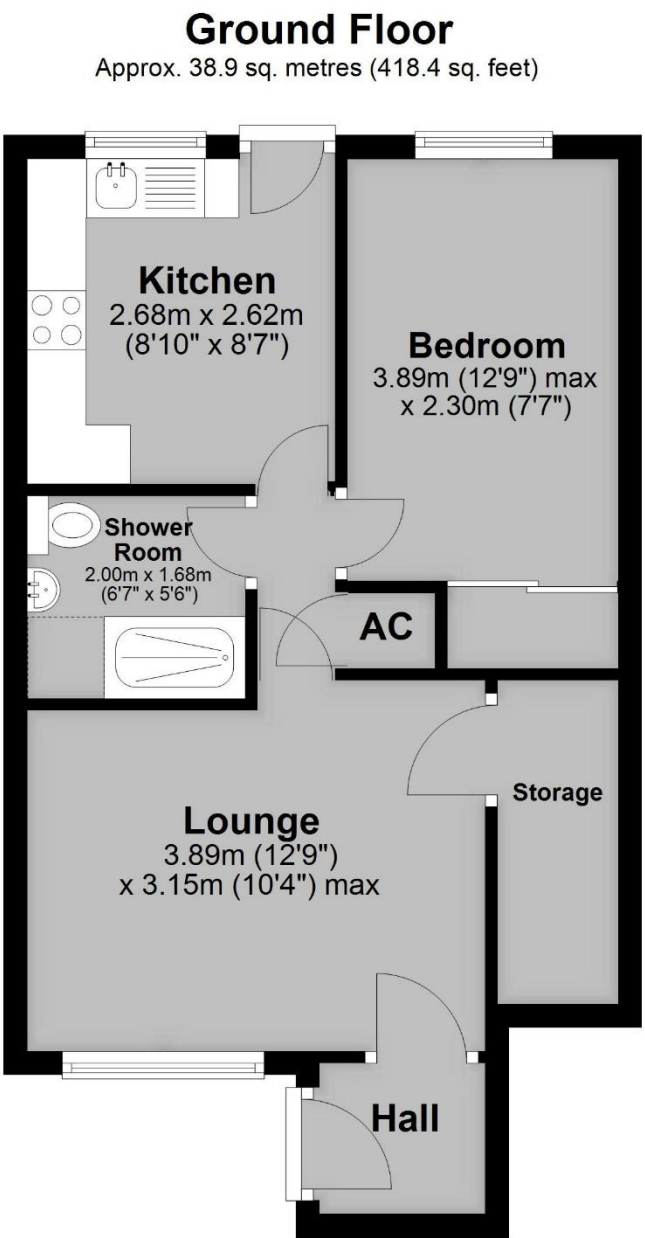 Ground Floor
Approx. 38.9 sq. metres (418.4 sq. feet)
Kitchen
2.68m x 2.62m
(8'10" x 8'7")
Bedroom
3.89m (12'9") max
x 2.30m (7'7")
Shower
Room
2.00m x 1.68m
(6'7" x 5'6")
AC
Storage
Lounge
3.89m (12'9")
x 3.15m (10'4") max
Hall